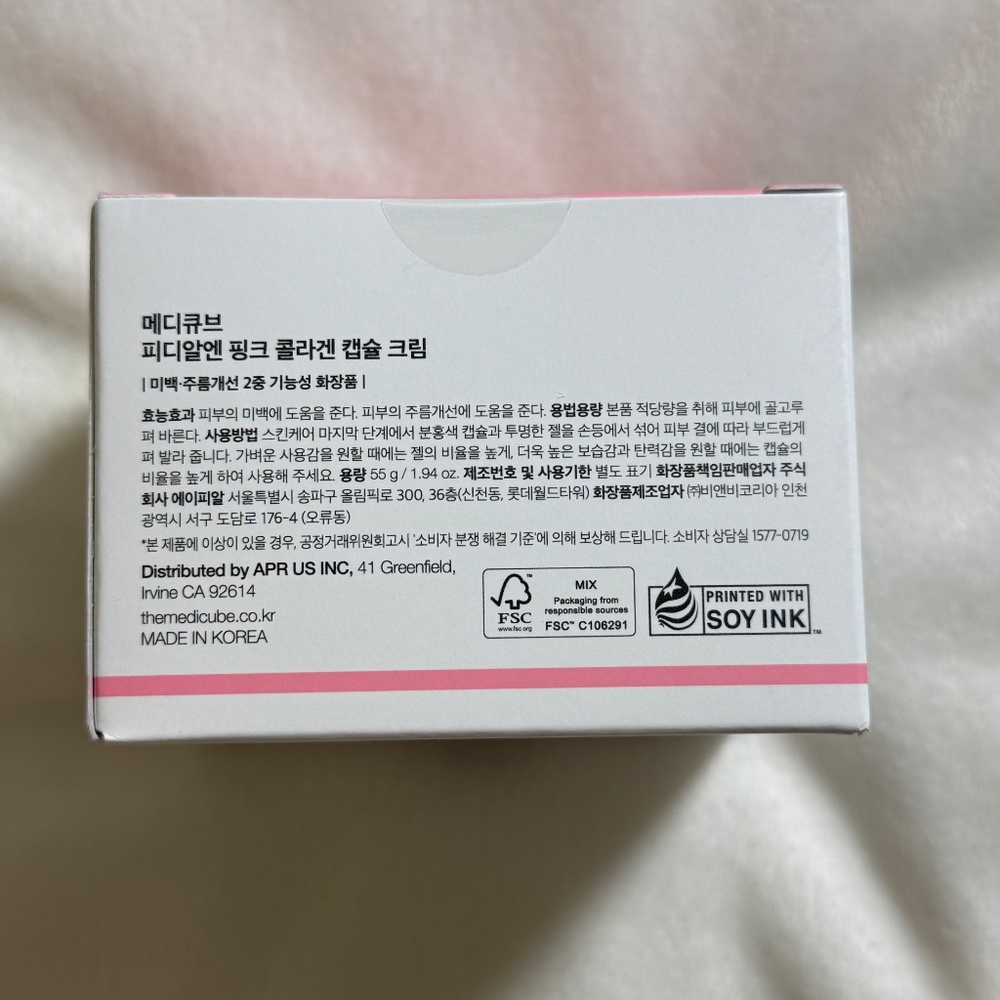 메디큐브
피디알엔 핑크 콜라겐 캡슐 크림
| 미백·주름개선 2중 기능성 화장품 |
효능효과 피부의 미백에 도움을 준다. 피부의 주름개선에 도움을 준다. 용법용량 본품 적당량을 취해 피부에 골고루
펴 바른다. 사용방법 스킨케어 마지막 단계에서 분홍색 캡슐과 투명한 젤을 손등에서 섞어 피부 결에 따라 부드럽게
펴 발라 줍니다. 가벼운 사용감을 원할 때에는 젤의 비율을 높게, 더욱 높은 보습감과 탄력감을 원할 때에는 캡슐의
비율을 높게 하여 사용해 주세요. 용량 55 g / 1.94 oz. 제조번호 및 사용기한 별도 표기 화장품책임판매업자 주식
회사 에이피알 서울특별시 송파구 올림픽로 300, 36층(신천동, 롯데월드타워) 화장품제조업자 ㈜비앤비코리아 인천
광역시 서구 도담로 176-4 (오류동)
*본 제품에 이상이 있을 경우, 공정거래위원회고시 '소비자 분쟁 해결 기준'에 의해 보상해 드립니다. 소비자 상담실 1577-0719
Distributed by APR US INC, 41 Greenfield,
Irvine CA 92614
themedicube.co.kr
MADE IN KOREA
FSC™
www.fsc.org
MIX
Packaging from
responsible sources
FSC™ C106291
PRINTED WITH
SOY INK™